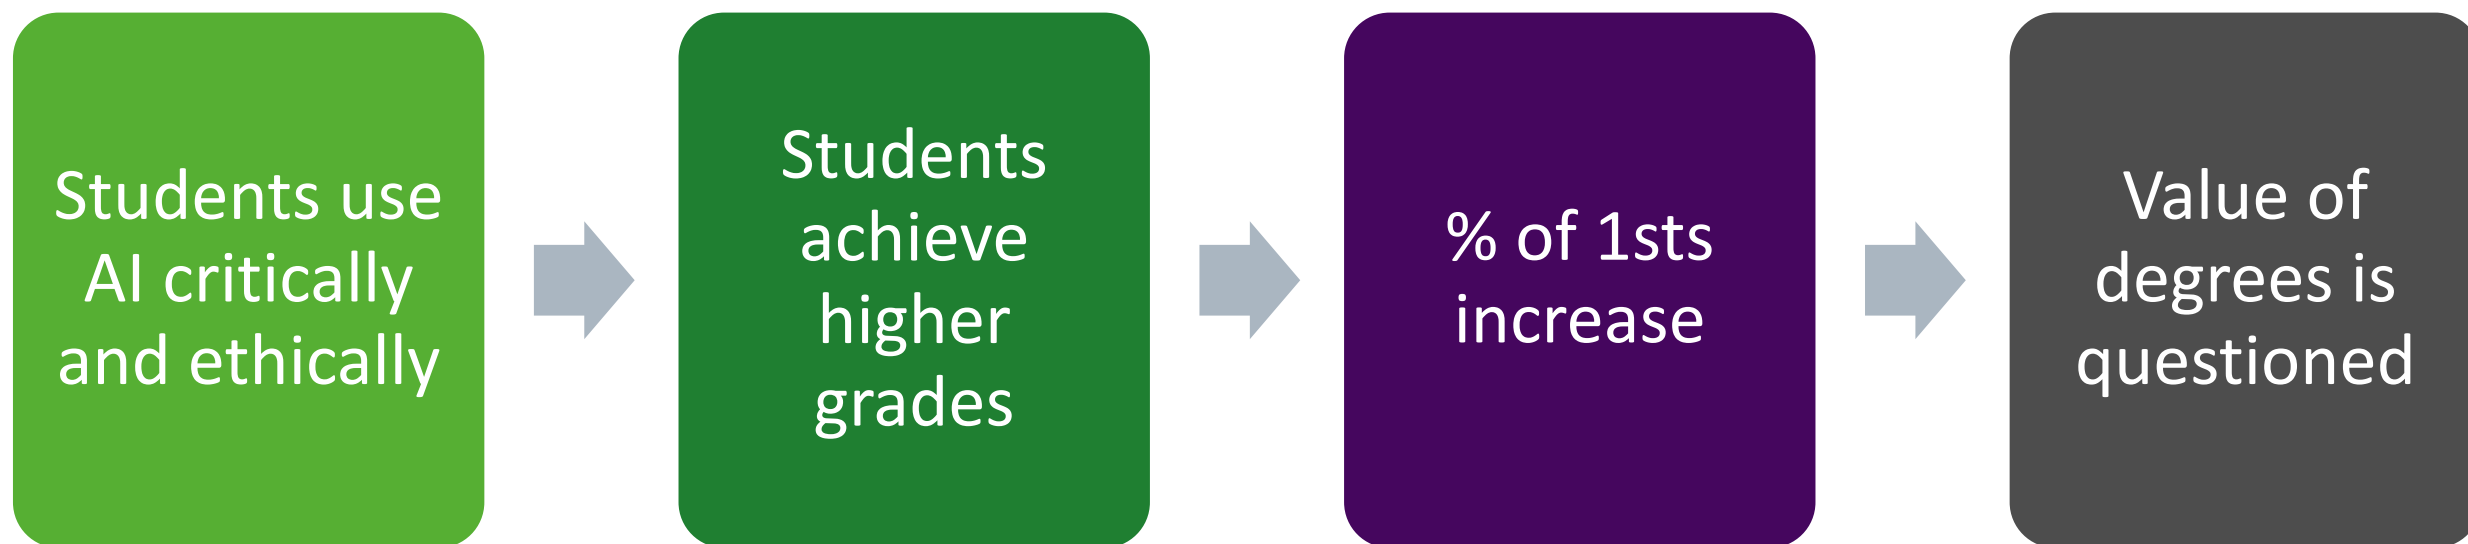 Students use
AI critically
and ethically
Students
achieve
higher
grades
% of 1sts
increase
Value of
degrees is
questioned